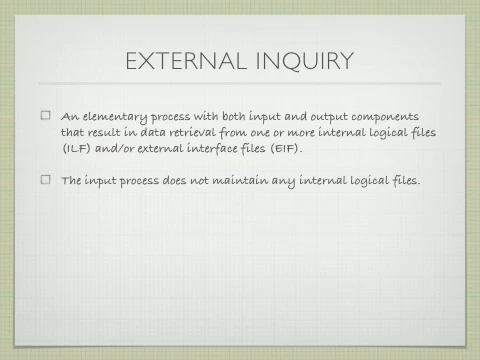 EXTERNAL INQUIRY
An elementary process with both input and output components
that result in data retrieval from one or more internal logical files
(ILF) and/or external interface files (EIF).
The input process does not maintain any internal logical files.